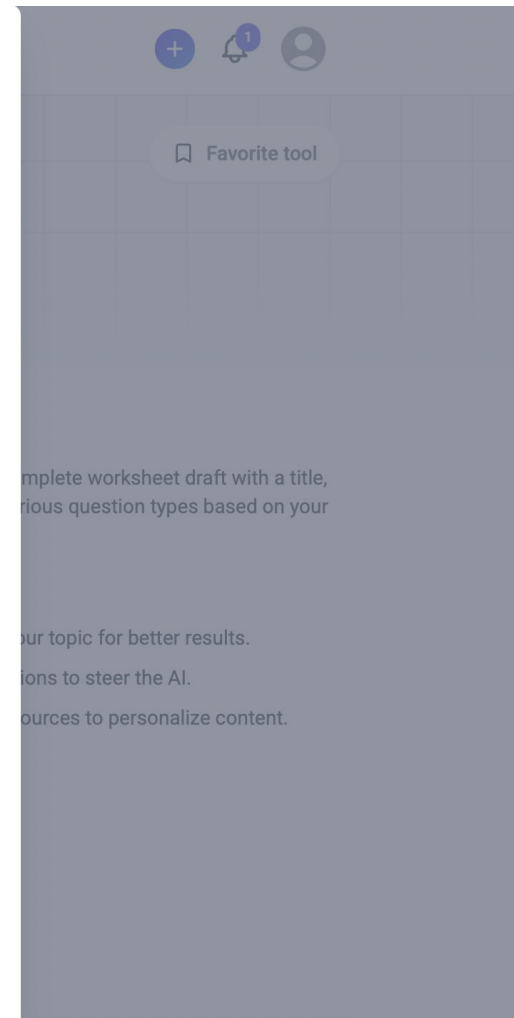 1
Favorite tool
mplete worksheet draft with a title,
rious question types based on your
our topic for better results.
ions to steer the AI.
ources to personalize content.